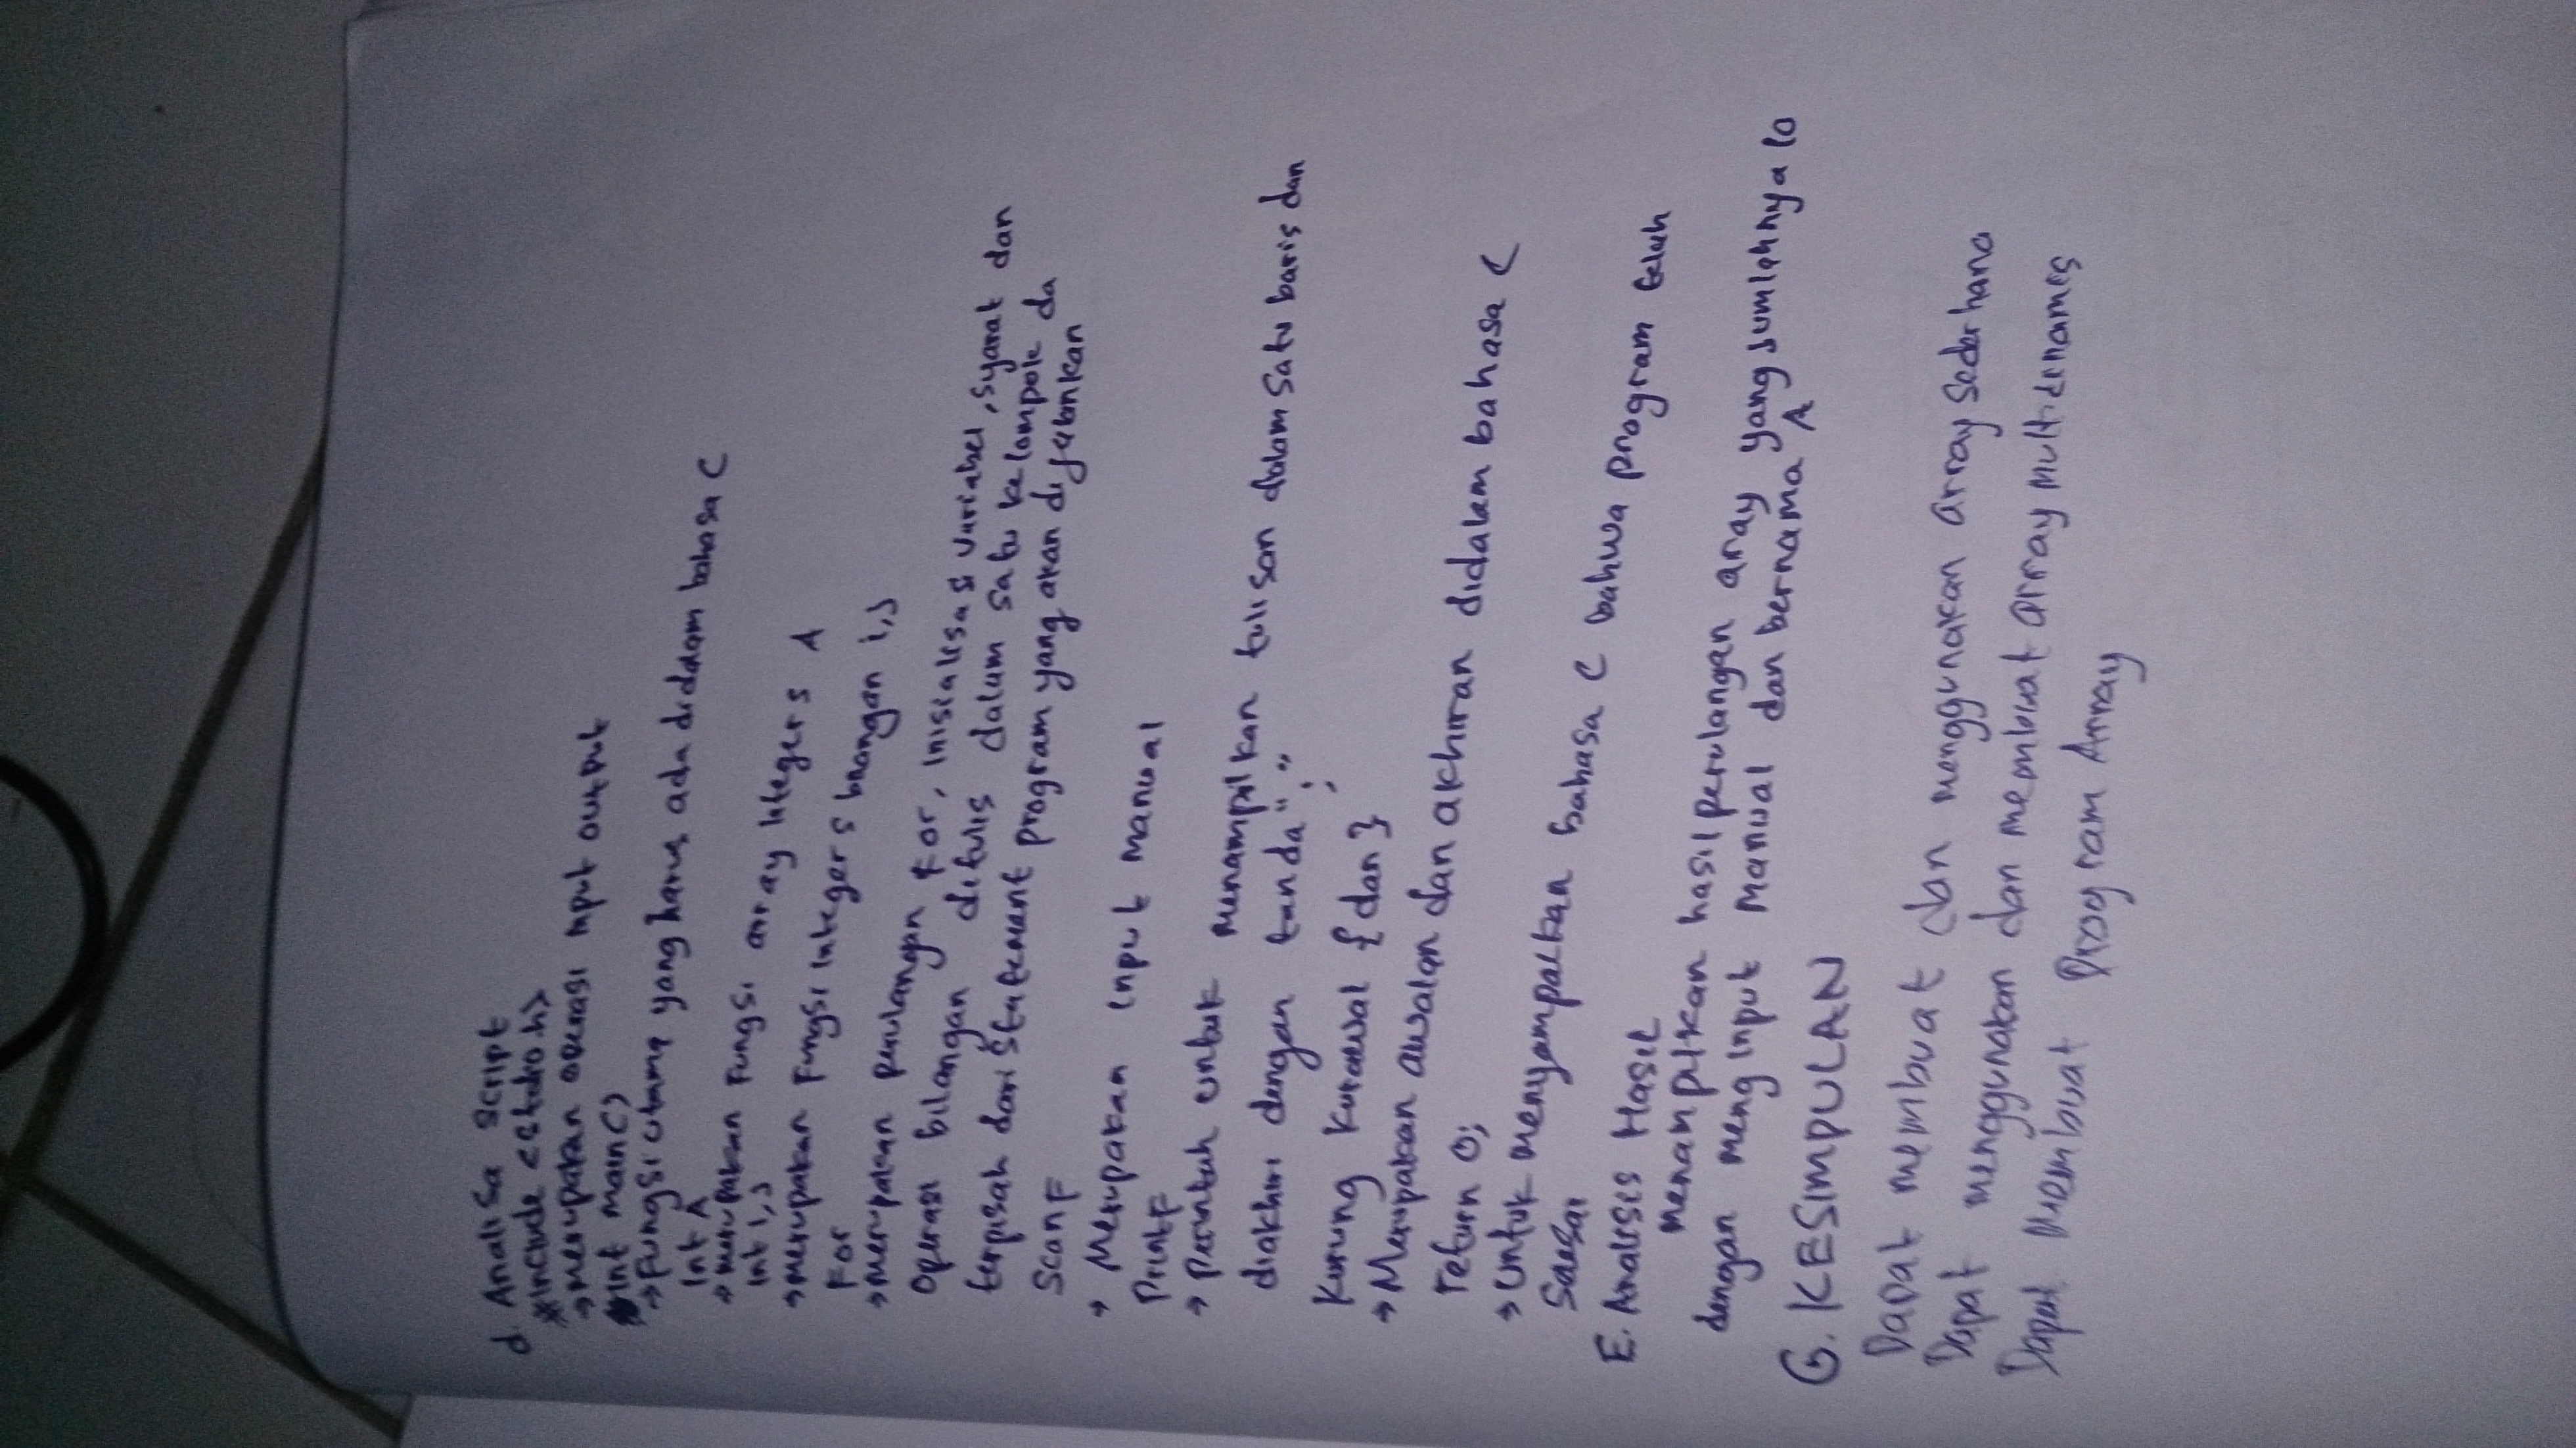 d. Analisa script
#include <stdio.h>
→ merupakan operasi input output
int main()
→ Fungsi utama yang harus ada didalam bahasa C
int A
→ merupakan Fungsi array integers A
int i,j
→ merupakan Fungsi integers bilangan i,j
For
→ merupakan perulangan For, inisialisasi variabel, syarat dan
operasi bilangan ditulis dalam satu kelompok da
terpisah dari statement program yang akan dijalankan
Scanf
→ Merupakan input manual
Printf
→ Perintah untuk menampilkan tulisan dalam satu baris dan
diakhiri dengan tanda ";"
Kurung Kurawal { dan }
→ Merupakan awalan dan akhiran didalam bahasa C
return 0;
→ Untuk menyampaikan bahasa C bahwa program telah
Selesai
E. Analisis Hasil
menampilkan hasil perulangan array yang jumlahnya 10
dengan menginput manual dan bernama A
G. KESIMPULAN
Dapat membuat dan menggunakan array sederhana
Dapat menggunakan dan membuat array multidimames
Dapat Membuat Program Array